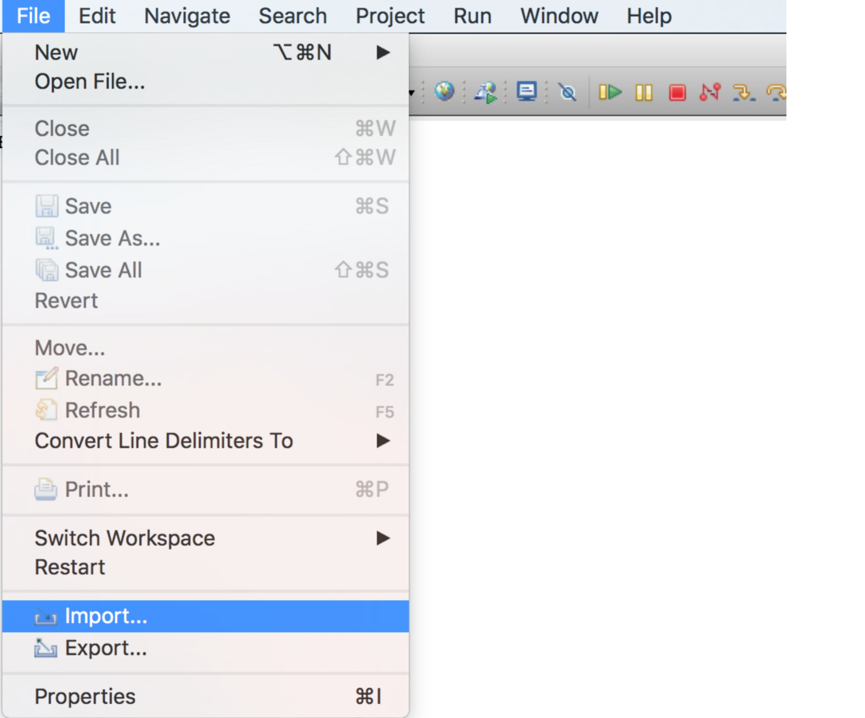 File Edit Navigate Search Project Run Window Help
New ⌥⌘N ▶
Open File...
Close ⌘W
Close All ⇧⌘W
Save ⌘S
Save As...
Save All ⇧⌘S
Revert
Move...
Rename... F2
Refresh F5
Convert Line Delimiters To ▶
Print... ⌘P
Switch Workspace ▶
Restart
Import...
Export...
Properties ⌘I